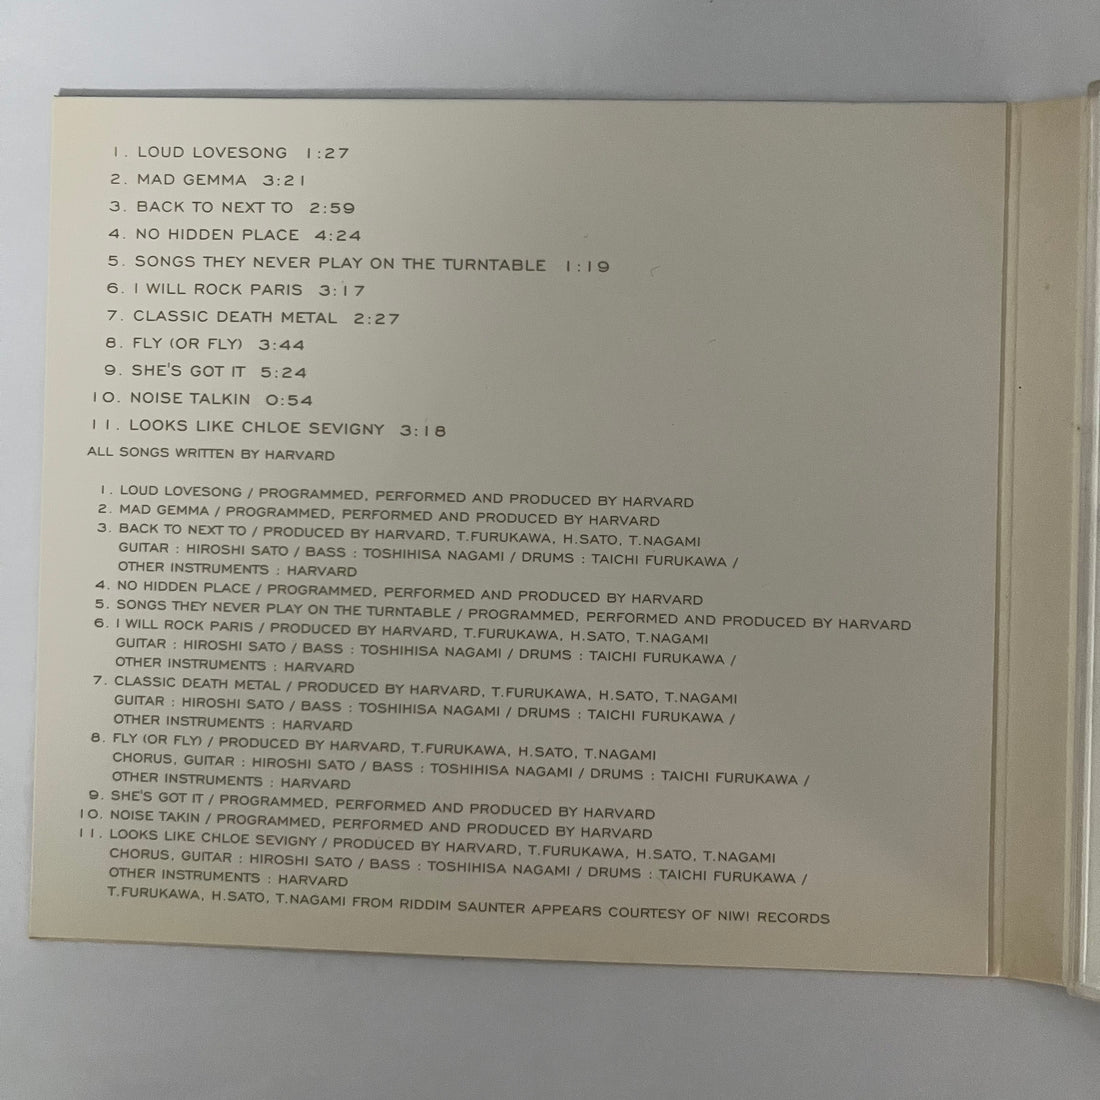 1. LOUD LOVESONG 1:27
2. MAD GEMMA 3:21
3. BACK TO NEXT TO 2:59
4. NO HIDDEN PLACE 4:24
5. SONGS THEY NEVER PLAY ON THE TURNTABLE 1:19
6. I WILL ROCK PARIS 3:17
7. CLASSIC DEATH METAL 2:27
8. FLY (OR FLY) 3:44
9. SHE'S GOT IT 5:24
10. NOISE TALKIN 0:54
11. LOOKS LIKE CHLOE SEVIGNY 3:18
ALL SONGS WRITTEN BY HARVARD
1. LOUD LOVESONG / PROGRAMMED, PERFORMED AND PRODUCED BY HARVARD
2. MAD GEMMA / PROGRAMMED, PERFORMED AND PRODUCED BY HARVARD
3. BACK TO NEXT TO / PRODUCED BY HARVARD, T.FURUKAWA, H.SATO, T.NAGAMI
GUITAR : HIROSHI SATO / BASS : TOSHIHISA NAGAMI / DRUMS : TAICHI FURUKAWA /
OTHER INSTRUMENTS : HARVARD
4. NO HIDDEN PLACE / PROGRAMMED, PERFORMED AND PRODUCED BY HARVARD
5. SONGS THEY NEVER PLAY ON THE TURNTABLE / PROGRAMMED, PERFORMED AND PRODUCED BY HARVARD
6. I WILL ROCK PARIS / PRODUCED BY HARVARD, T.FURUKAWA, H.SATO, T.NAGAMI
GUITAR : HIROSHI SATO / BASS : TOSHIHISA NAGAMI / DRUMS : TAICHI FURUKAWA /
OTHER INSTRUMENTS : HARVARD
7. CLASSIC DEATH METAL / PRODUCED BY HARVARD, T.FURUKAWA, H.SATO, T.NAGAMI
GUITAR : HIROSHI SATO / BASS : TOSHIHISA NAGAMI / DRUMS : TAICHI FURUKAWA /
OTHER INSTRUMENTS : HARVARD
8. FLY (OR FLY) / PRODUCED BY HARVARD, T.FURUKAWA, H.SATO, T.NAGAMI
CHORUS, GUITAR : HIROSHI SATO / BASS : TOSHIHISA NAGAMI / DRUMS : TAICHI FURUKAWA /
OTHER INSTRUMENTS : HARVARD
9. SHE'S GOT IT / PROGRAMMED, PERFORMED AND PRODUCED BY HARVARD
10. NOISE TAKIN / PROGRAMMED, PERFORMED AND PRODUCED BY HARVARD
11. LOOKS LIKE CHLOE SEVIGNY / PRODUCED BY HARVARD, T.FURUKAWA, H.SATO, T.NAGAMI
CHORUS, GUITAR : HIROSHI SATO / BASS : TOSHIHISA NAGAMI / DRUMS : TAICHI FURUKAWA /
OTHER INSTRUMENTS : HARVARD
T.FURUKAWA, H.SATO, T.NAGAMI FROM RIDDIM SAUNTER APPEARS COURTESY OF NIW! RECORDS